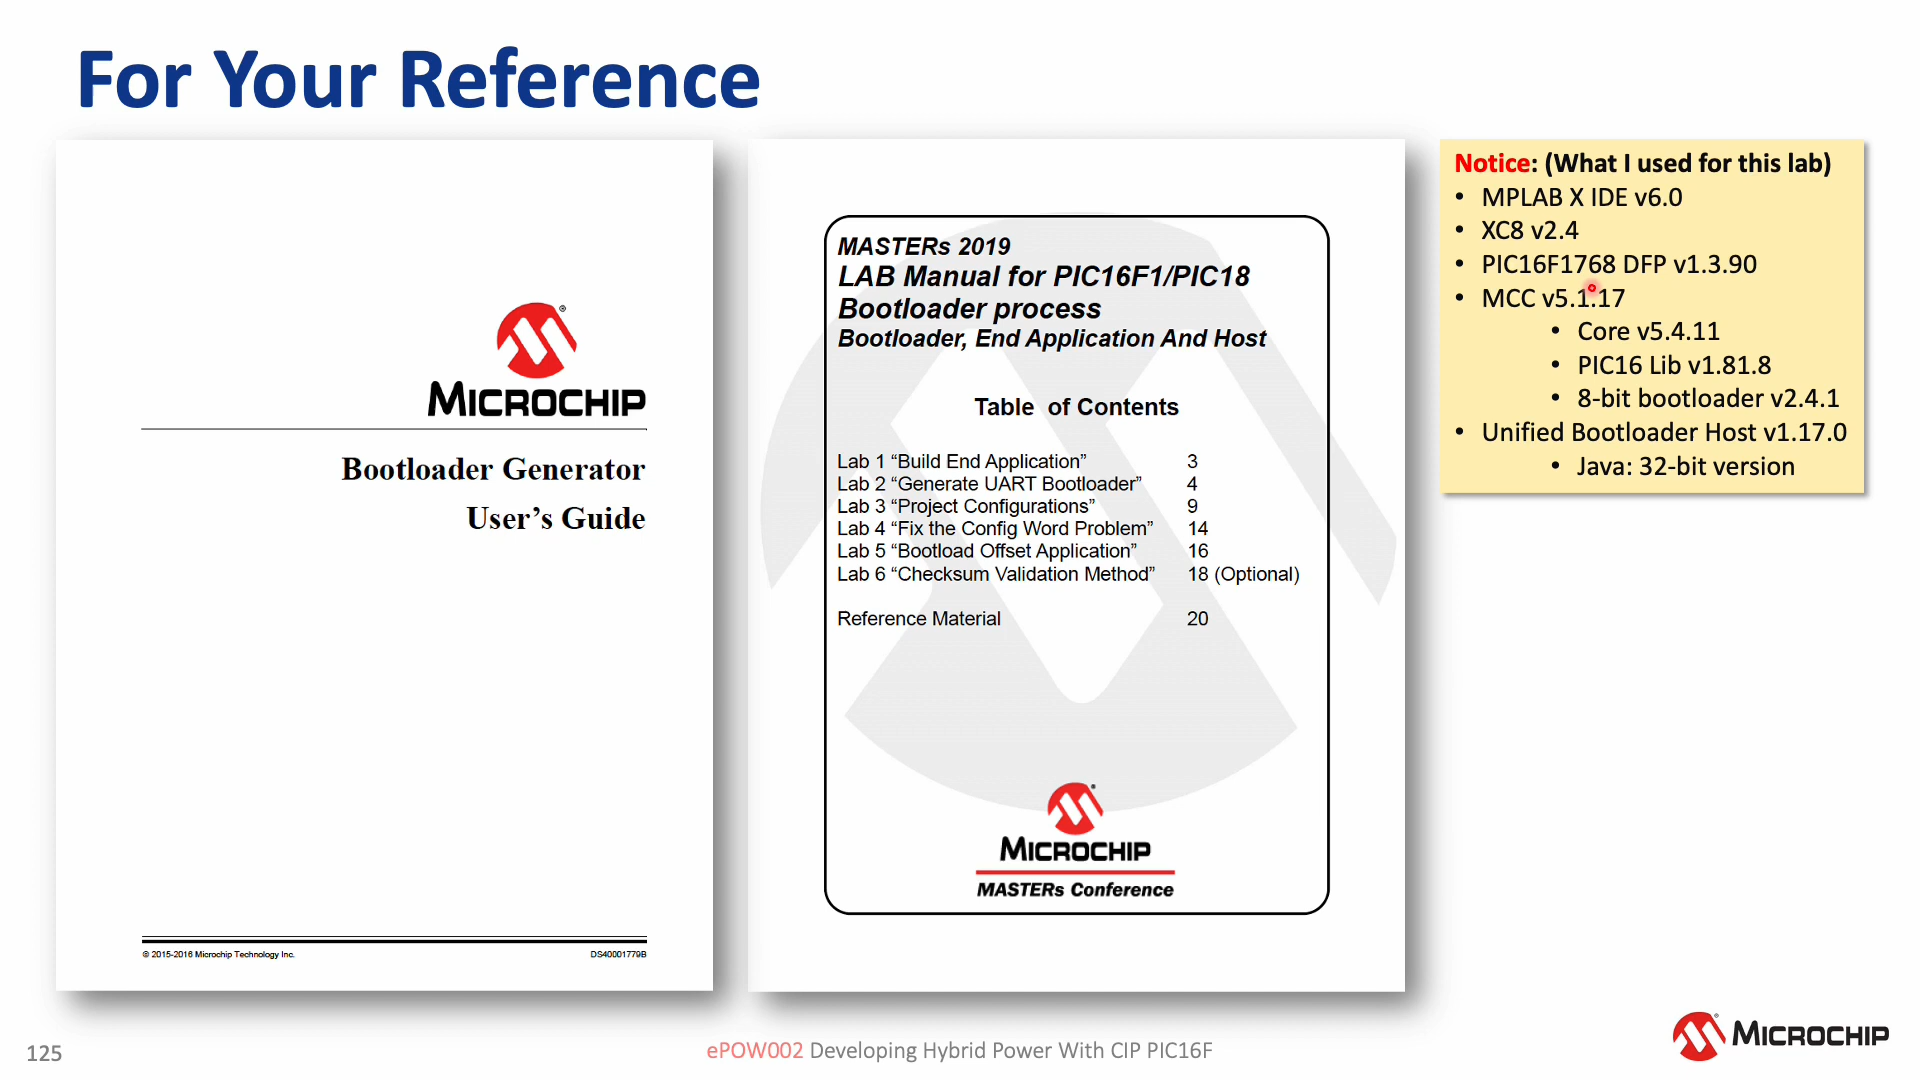 For Your Reference
MICROCHIP
Bootloader Generator
User's Guide
© 2015-2016 Microchip Technology Inc.
DS40001779B
MASTERs 2019
LAB Manual for PIC16F1/PIC18
Bootloader process
Bootloader, End Application And Host
Table of Contents
Lab 1 “Build End Application” 3
Lab 2 “Generate UART Bootloader” 4
Lab 3 “Project Configurations” 9
Lab 4 “Fix the Config Word Problem” 14
Lab 5 “Bootload Offset Application” 16
Lab 6 “Checksum Validation Method” 18 (Optional)
Reference Material 20
MICROCHIP
MASTERs Conference
Notice: (What I used for this lab)
• MPLAB X IDE v6.0
• XC8 v2.4
• PIC16F1768 DFP v1.3.90
• MCC v5.1.17
• Core v5.4.11
• PIC16 Lib v1.81.8
• 8-bit bootloader v2.4.1
• Unified Bootloader Host v1.17.0
• Java: 32-bit version
125
ePOW002 Developing Hybrid Power With CIP PIC16F
MICROCHIP